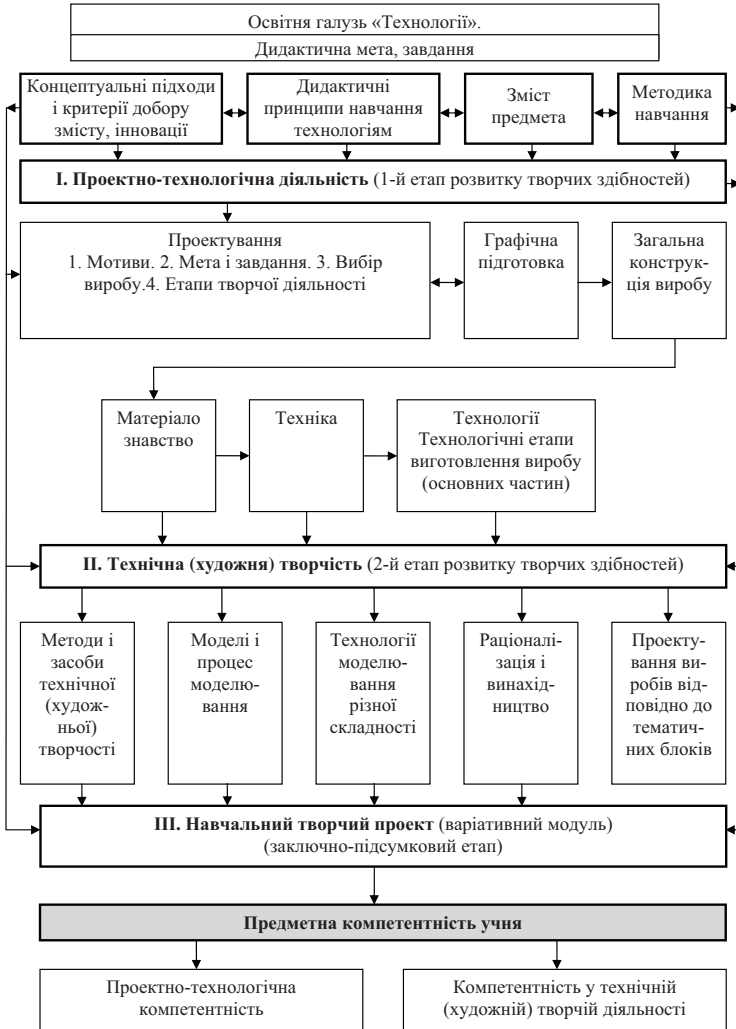 Освітня галузь «Технології».
Дидактична мета, завдання
Концептуальні підходи
і критерії добору
змісту, інновації
Дидактичні
принципи навчання
технологіям
Зміст
предмета
Методика
навчання
І. Проектно-технологічна діяльність (1-й етап розвитку творчих здібностей)
Проектування
1. Мотиви. 2. Мета і завдання. 3. Вибір
виробу.4. Етапи творчої діяльності
Графічна
підготовка
Загальна
конструк-
ція виробу
Матеріало
знавство
Техніка
Технології
Технологічні етапи
виготовлення виробу
(основних частин)
ІІ. Технічна (художня) творчість (2-й етап розвитку творчих здібностей)
Методи і
засоби
технічної
(худож-
ньої)
творчості
Моделі і
процес
моделю-
вання
Технології
моделю-
вання
різної
складності
Раціоналі-
зація і
винахід-
ництво
Проекту-
вання ви-
робів від-
повідно до
тематич-
них блоків
ІІІ. Навчальний творчий проект (варіативний модуль)
(заключно-підсумковий етап)
Предметна компетентність учня
Проектно-технологічна
компетентність
Компетентність у технічній
(художній) творчій діяльності